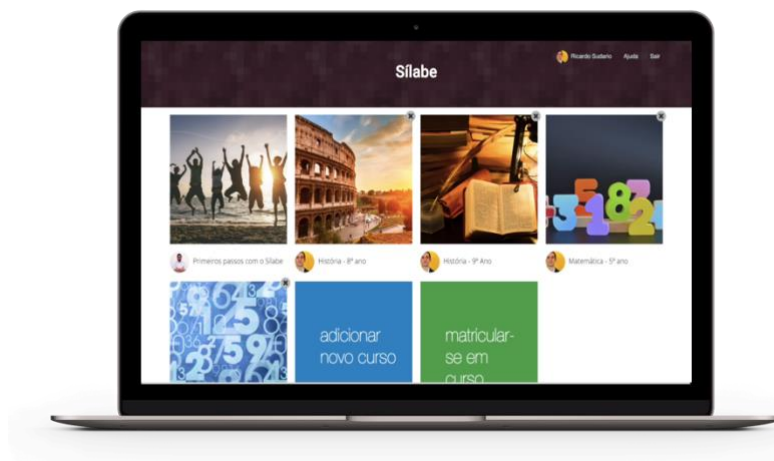 Sílabe
Ricardo Sudario Ajuda Sair
Primeiros passos com o Sílabe
História - 8º ano
História - 9º Ano
Matemática - 5º ano
adicionar
novo curso
matricular-
se em
curso